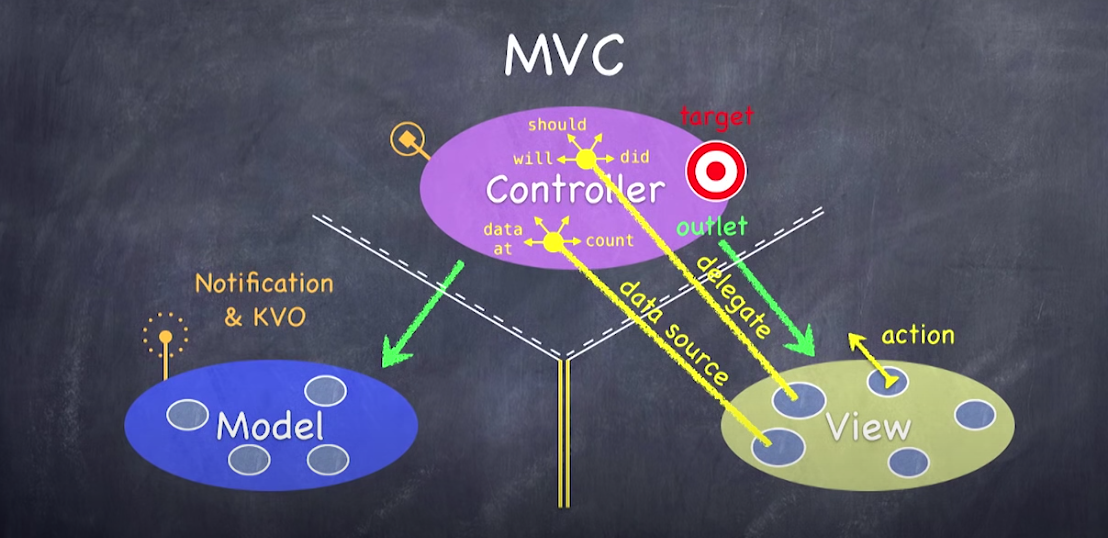 MVC
target
should
will
did
Controller
outlet
data
at
count
delegate
data source
Notification
& KVO
action
Model
View